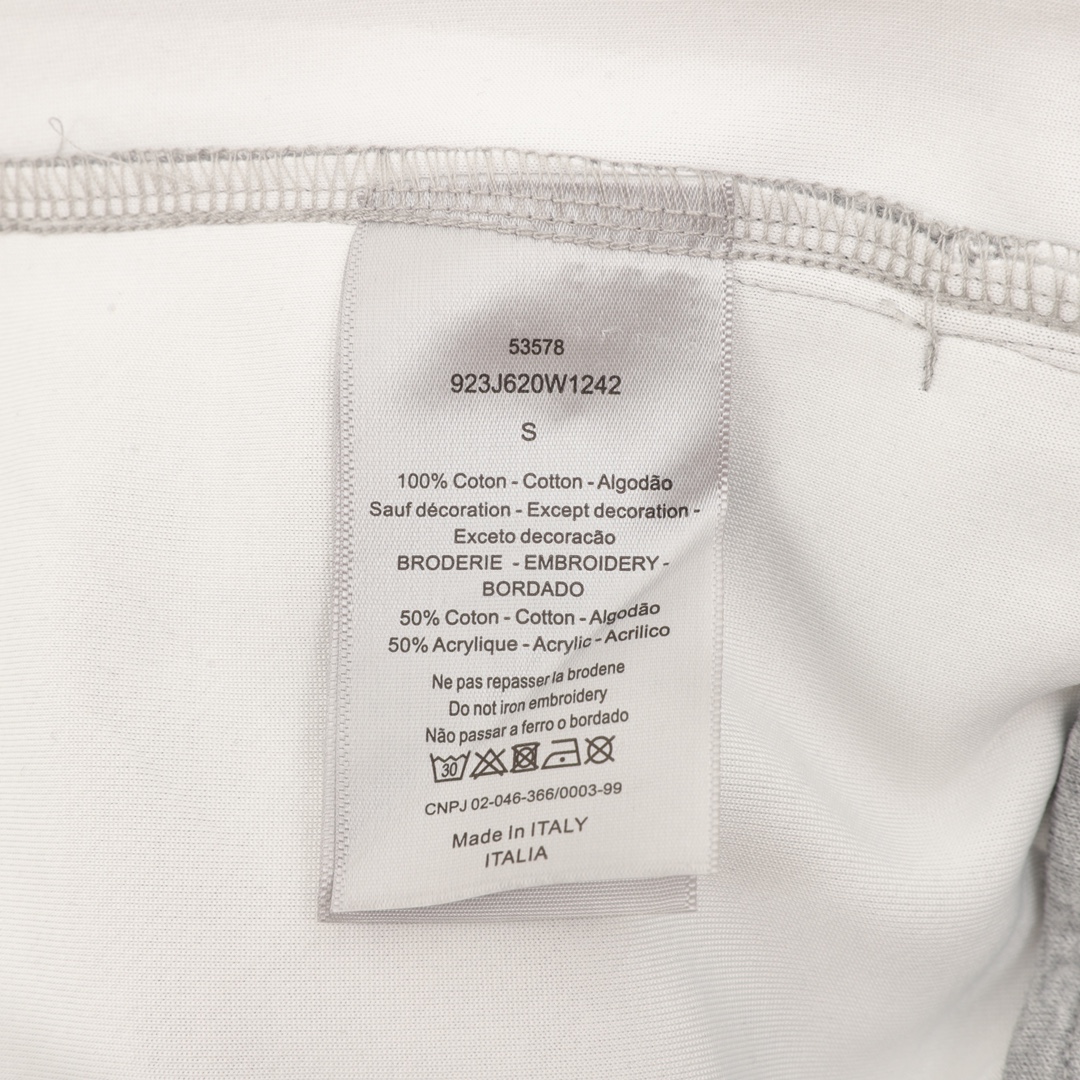 53578
923J620W1242
S
100% Coton - Cotton - Algodão
Sauf décoration - Except decoration -
Exceto decoracão
BRODERIE - EMBROIDERY -
BORDADO
50% Coton - Cotton - Algodão
50% Acrylique - Acrylic - Acrilico
Ne pas repasser la brodene
Do not iron embroidery
Não passar a ferro o bordado
30
CNPJ 02-046-366/0003-99
Made In ITALY
ITALIA